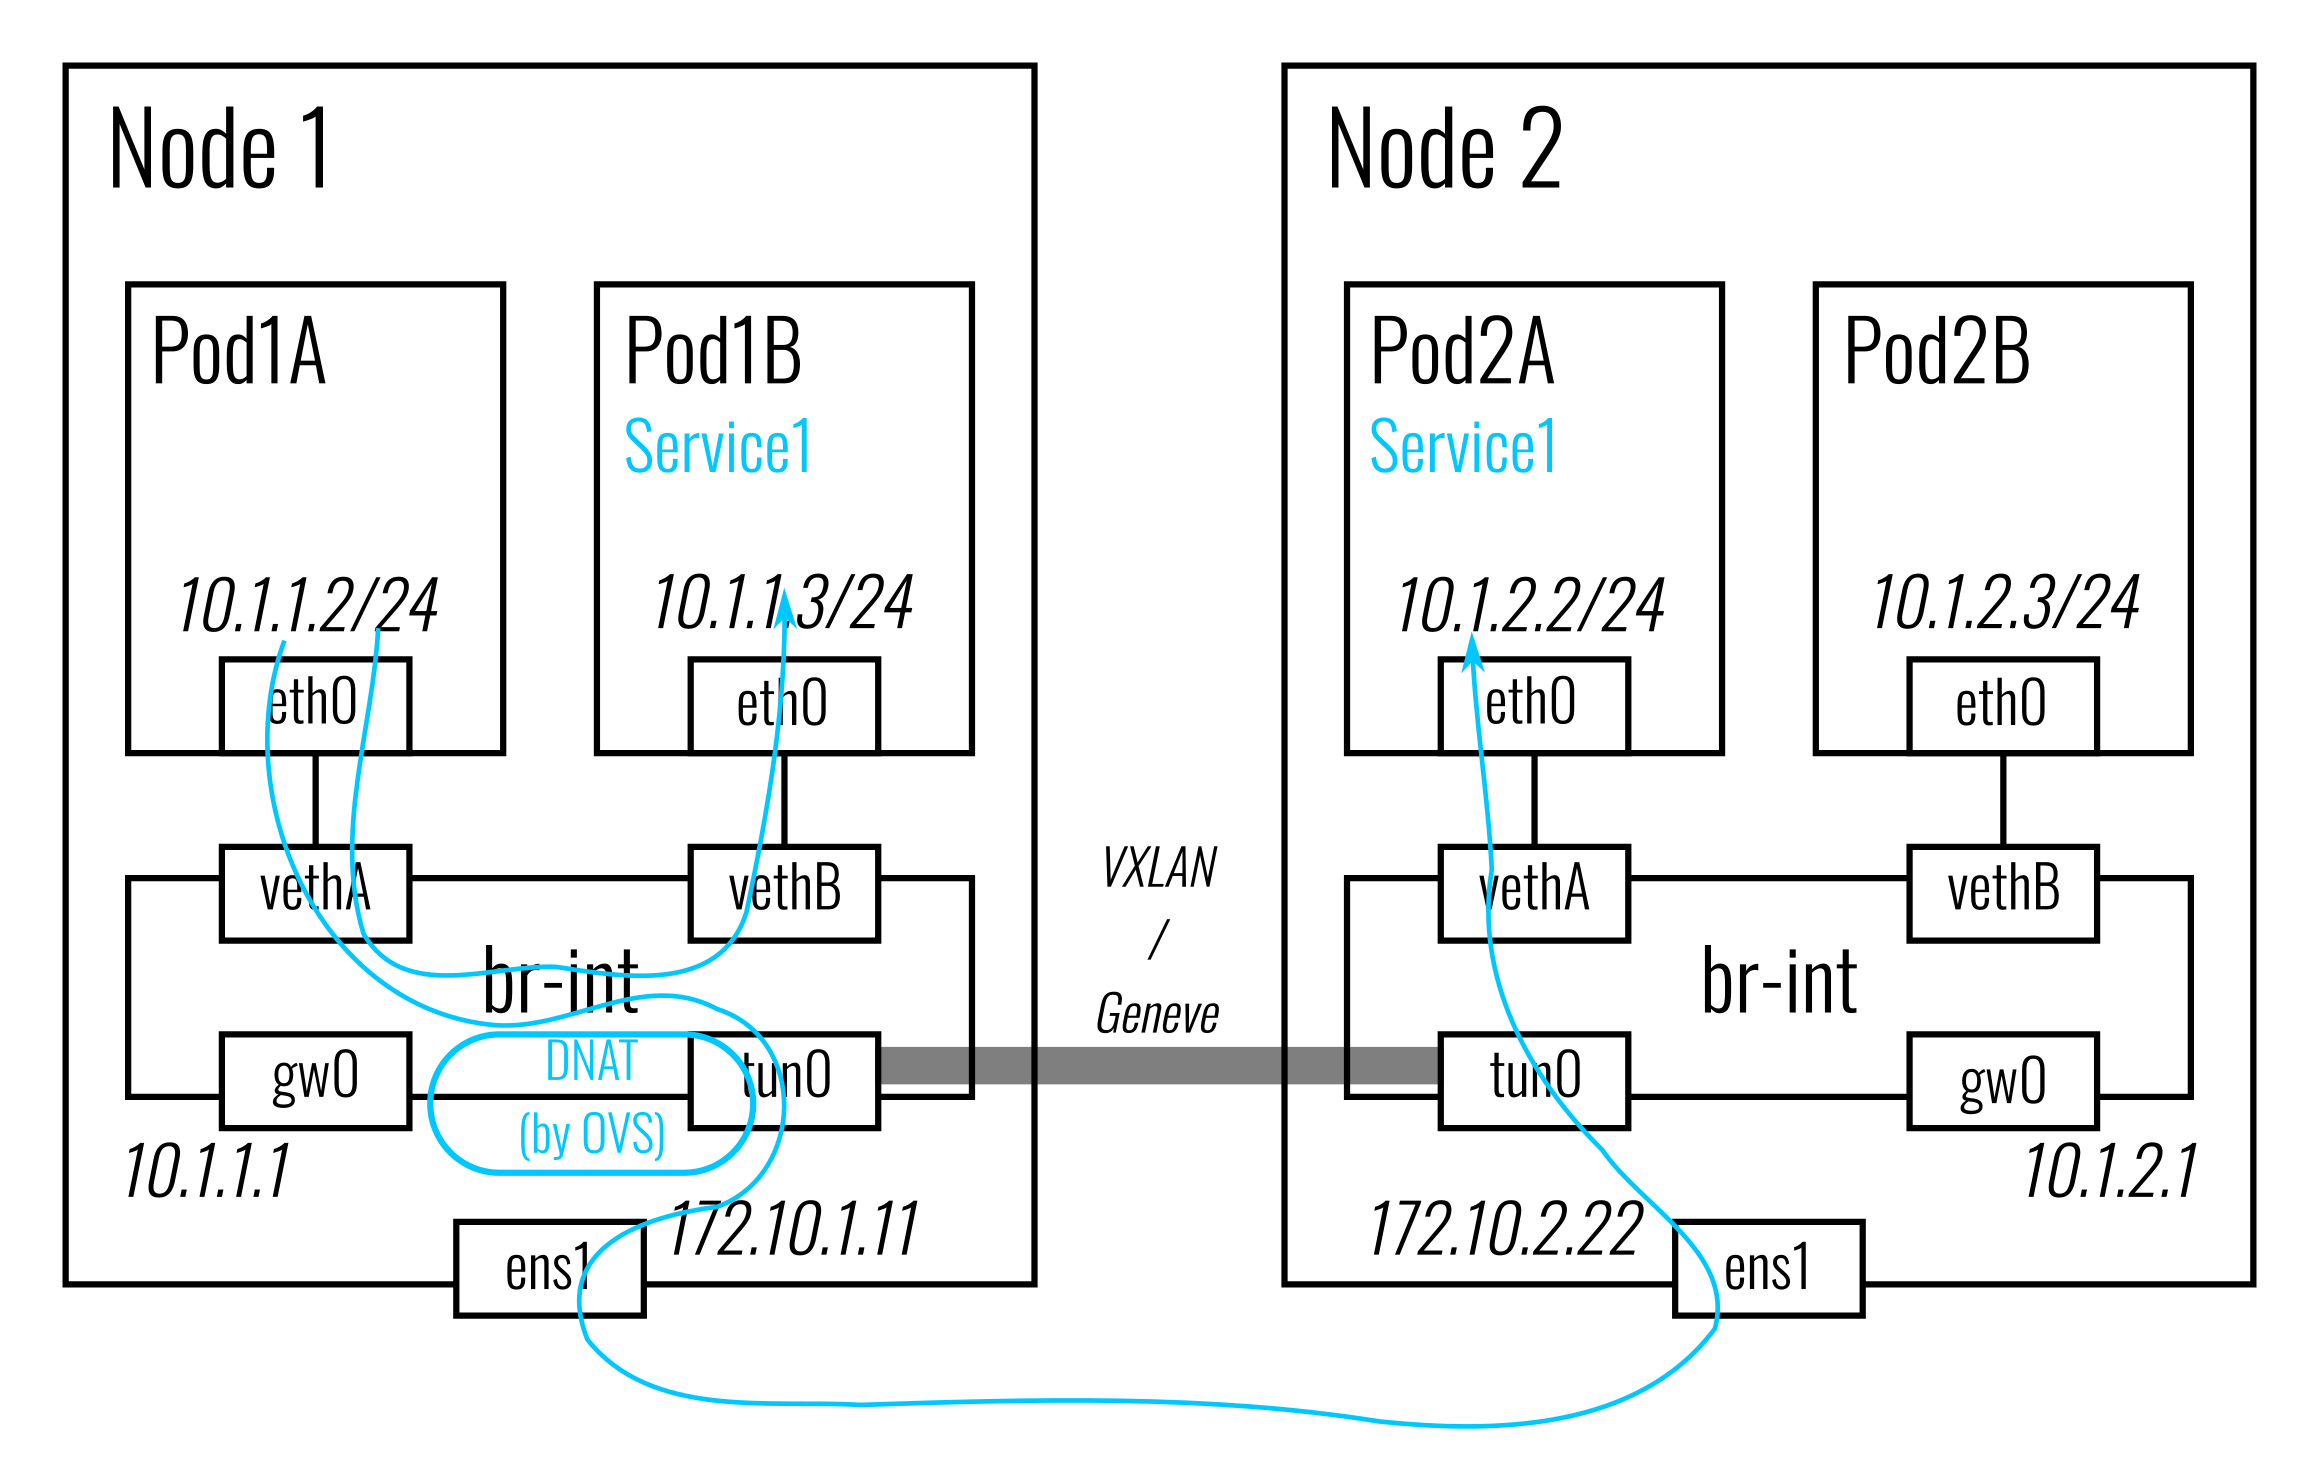 Node 1
Pod1A
10.1.1.2/24
eth0
Pod1B
Service1
10.1.1.3/24
eth0
vethA
vethB
br-int
gw0
DNAT
(by OVS)
tun0
10.1.1.1
172.10.1.11
ens1
VXLAN
/
Geneve
Node 2
Pod2A
Service1
10.1.2.2/24
eth0
Pod2B
10.1.2.3/24
eth0
vethA
vethB
br-int
tun0
gw0
10.1.2.1
172.10.2.22
ens1